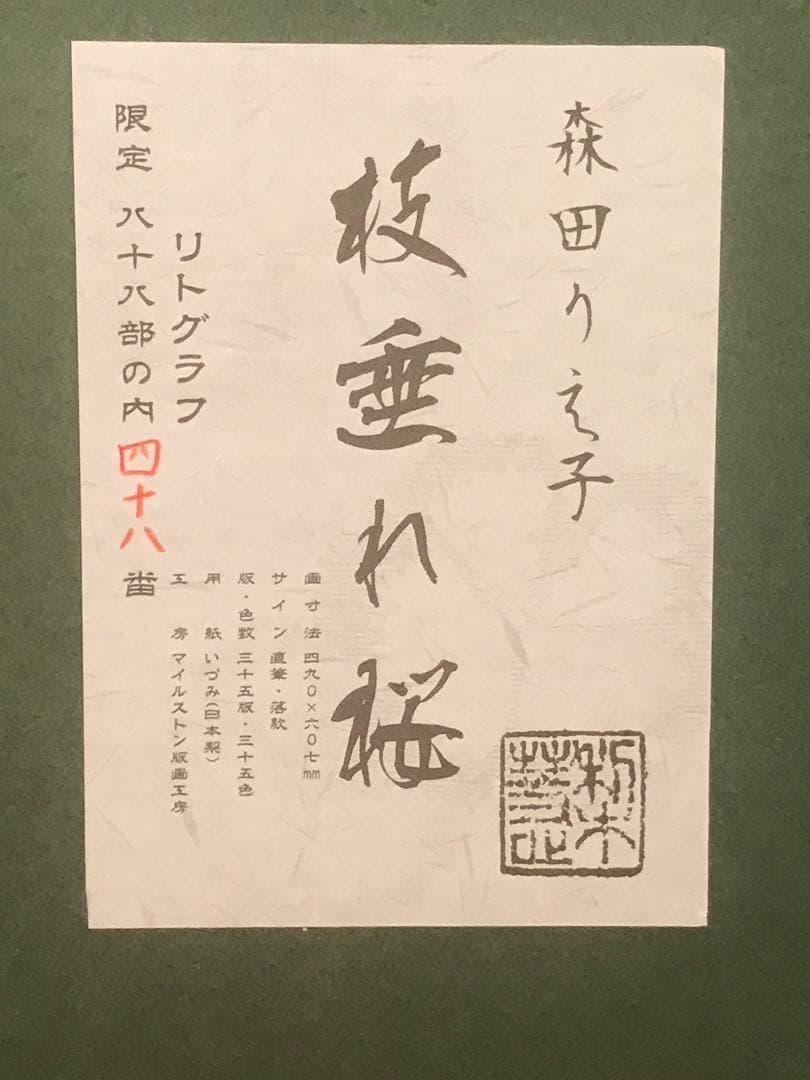 森田りえ子
枝垂れ桜
画寸法 四九〇×六〇七mm
サイン 直筆・落款
版・色数 三十五版・三十五色
用紙 いづみ(日本製)
工房 マイルストン版画工房
リトグラフ
限定 八十八部の内四十八番